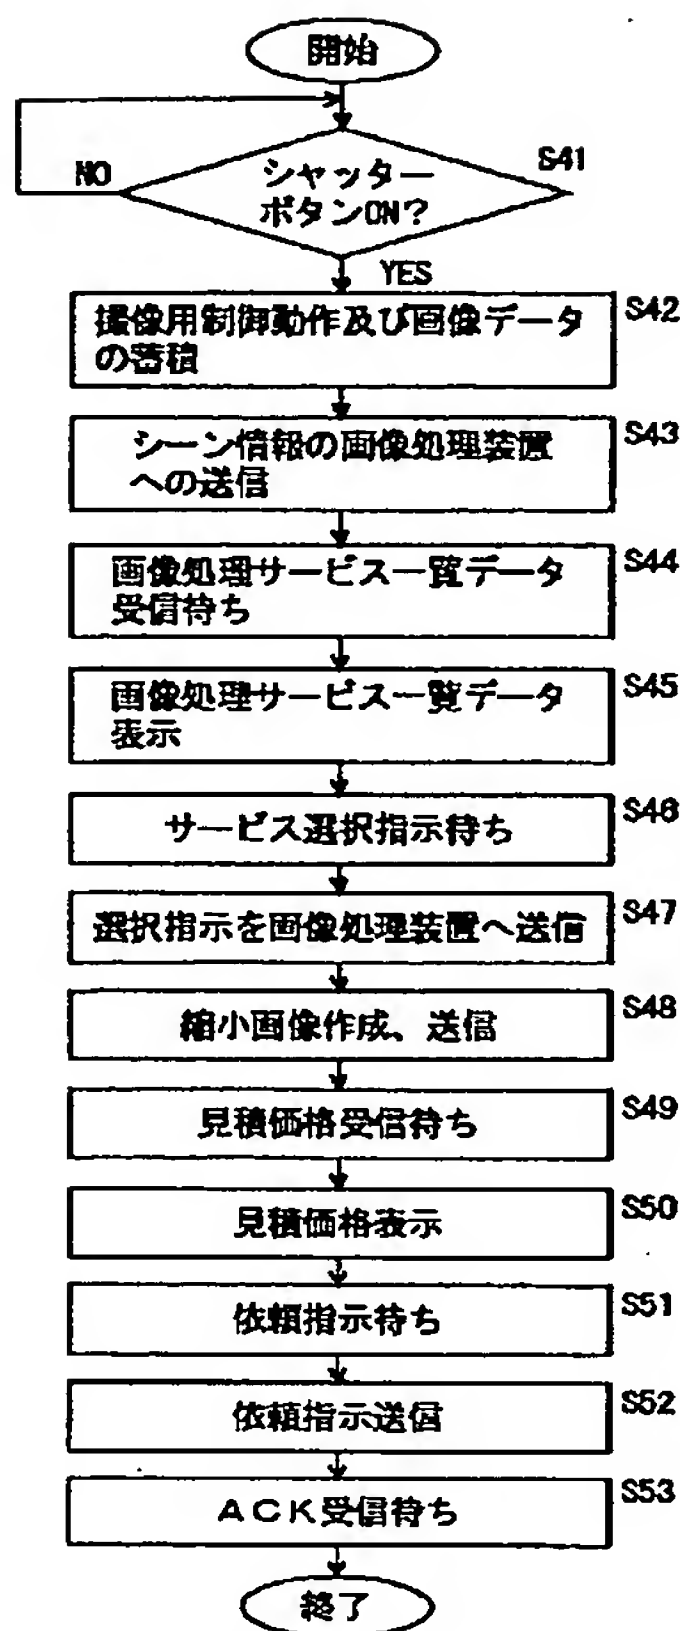 開始
シャッター
ボタンON?
S41
NO
YES
撮像用制御動作及び画像データ
の蓄積
S42
シーン情報の画像処理装置
への送信
S43
画像処理サービス一覧データ
受信待ち
S44
画像処理サービス一覧データ
表示
S45
サービス選択指示待ち
S46
選択指示を画像処理装置へ送信
S47
縮小画像作成、送信
S48
見積価格受信待ち
S49
見積価格表示
S50
依頼指示待ち
S51
依頼指示送信
S52
ACK受信待ち
S53
終了